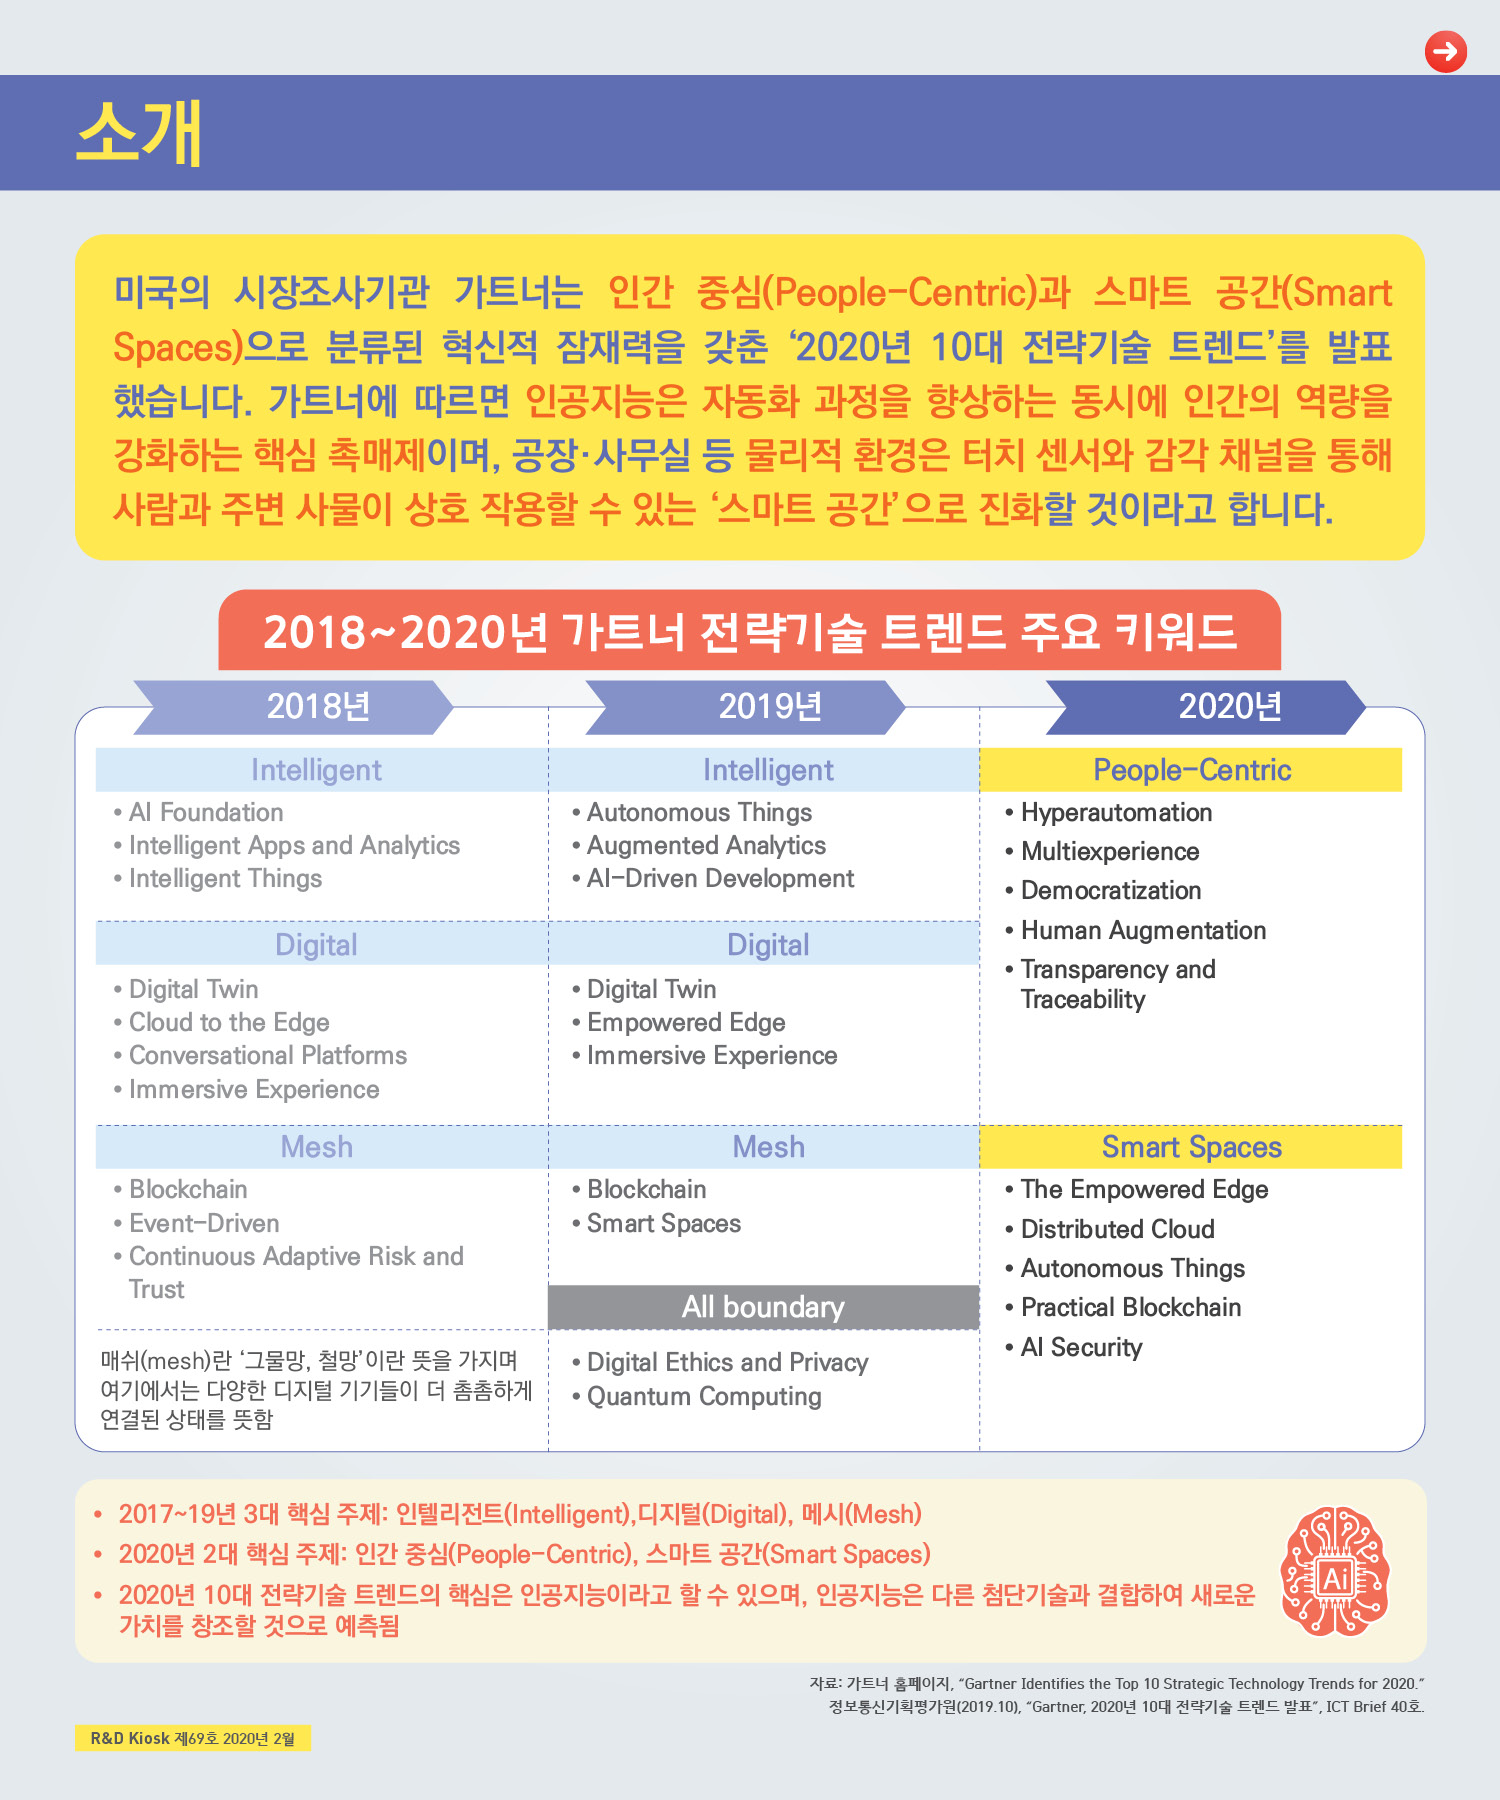 소개
미국의 시장조사기관 가트너는 인간 중심(People-Centric)과 스마트 공간(Smart
Spaces)으로 분류된 혁신적 잠재력을 갖춘 ‘2020년 10대 전략기술 트렌드’를 발표
했습니다. 가트너에 따르면 인공지능은 자동화 과정을 향상하는 동시에 인간의 역량을
강화하는 핵심 촉매제이며, 공장·사무실 등 물리적 환경은 터치 센서와 감각 채널을 통해
사람과 주변 사물이 상호 작용할 수 있는 ‘스마트 공간’으로 진화할 것이라고 합니다.
2018~2020년 가트너 전략기술 트렌드 주요 키워드
2018년
Intelligent
• AI Foundation
• Intelligent Apps and Analytics
• Intelligent Things
Digital
• Digital Twin
• Cloud to the Edge
• Conversational Platforms
• Immersive Experience
Mesh
• Blockchain
• Event-Driven
• Continuous Adaptive Risk and
Trust
매쉬(mesh)란 ‘그물망, 철망’이란 뜻을 가지며
여기에서는 다양한 디지털 기기들이 더 촘촘하게
연결된 상태를 뜻함
2019년
Intelligent
• Autonomous Things
• Augmented Analytics
• AI-Driven Development
Digital
• Digital Twin
• Empowered Edge
• Immersive Experience
Mesh
• Blockchain
• Smart Spaces
All boundary
• Digital Ethics and Privacy
• Quantum Computing
2020년
People-Centric
• Hyperautomation
• Multiexperience
• Democratization
• Human Augmentation
• Transparency and
Traceability
Smart Spaces
• The Empowered Edge
• Distributed Cloud
• Autonomous Things
• Practical Blockchain
• AI Security
• 2017~19년 3대 핵심 주제: 인텔리전트(Intelligent),디지털(Digital), 메시(Mesh)
• 2020년 2대 핵심 주제: 인간 중심(People-Centric), 스마트 공간(Smart Spaces)
• 2020년 10대 전략기술 트렌드의 핵심은 인공지능이라고 할 수 있으며, 인공지능은 다른 첨단기술과 결합하여 새로운
가치를 창조할 것으로 예측됨
Ai
자료: 가트너 홈페이지, “Gartner Identifies the Top 10 Strategic Technology Trends for 2020.”
정보통신기획평가원(2019.10), “Gartner, 2020년 10대 전략기술 트렌드 발표”, ICT Brief 40호.
R&D Kiosk 제69호 2020년 2월